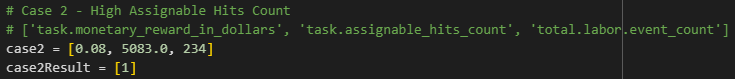 # Case 2 - High Assignable Hits Count
# ['task.monetary_reward_in_dollars', 'task.assignable_hits_count', 'total.labor.event_count']
case2 = [0.08, 5083.0, 234]
case2Result = [1]